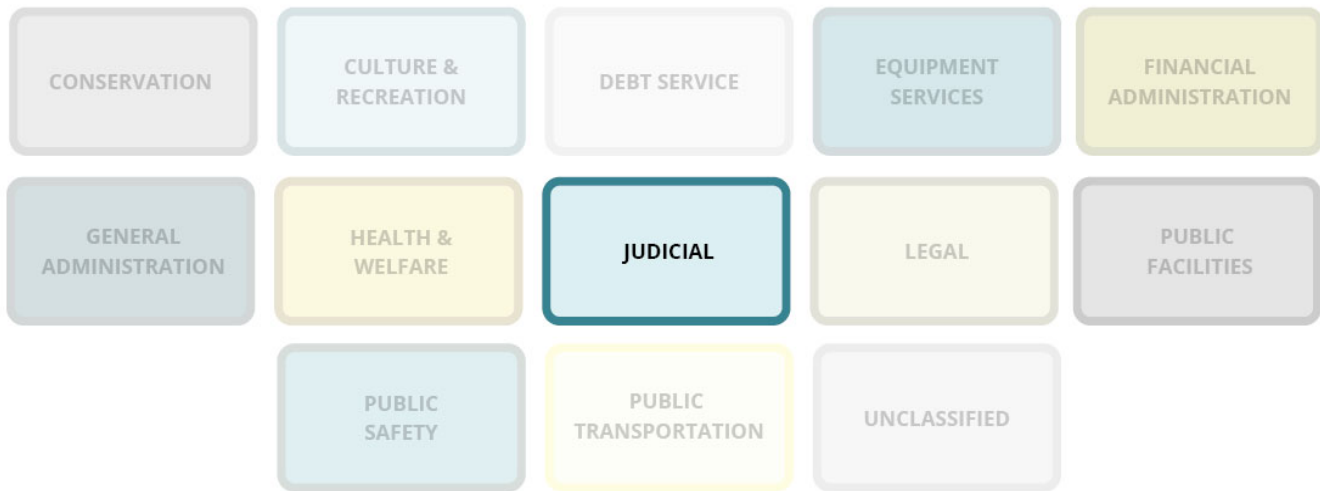 CONSERVATION
CULTURE &
RECREATION
DEBT SERVICE
EQUIPMENT
SERVICES
FINANCIAL
ADMINISTRATION
GENERAL
ADMINISTRATION
HEALTH &
WELFARE
JUDICIAL
LEGAL
PUBLIC
FACILITIES
PUBLIC
SAFETY
PUBLIC
TRANSPORTATION
UNCLASSIFIED